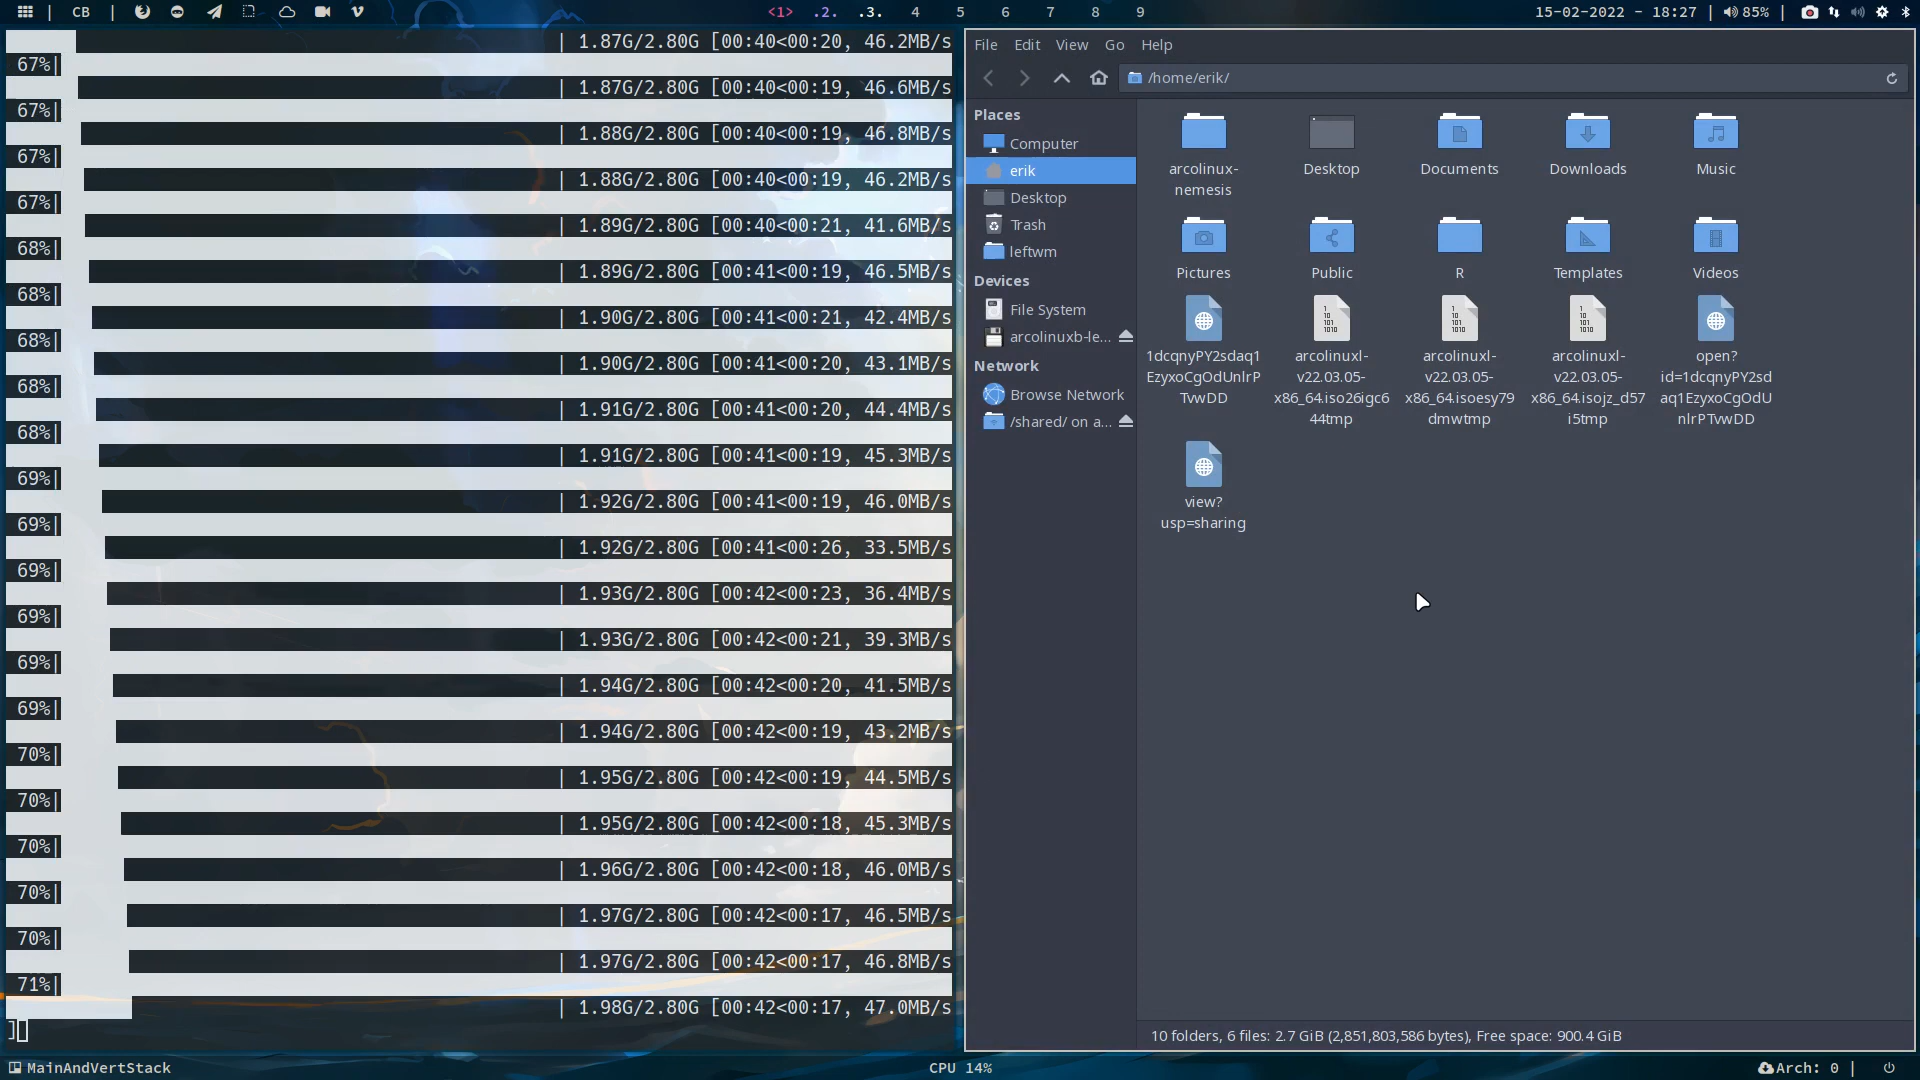 CB | <1> .2. .3. 4 5 6 7 8 9 15-02-2022 - 18:27 | 85% |
| 1.87G/2.80G [00:40<00:20, 46.2MB/s
67%|
| 1.87G/2.80G [00:40<00:19, 46.6MB/s
67%|
| 1.88G/2.80G [00:40<00:19, 46.8MB/s
67%|
| 1.88G/2.80G [00:40<00:19, 46.2MB/s
67%|
| 1.89G/2.80G [00:40<00:21, 41.6MB/s
68%|
| 1.89G/2.80G [00:41<00:19, 46.5MB/s
68%|
| 1.90G/2.80G [00:41<00:21, 42.4MB/s
68%|
| 1.90G/2.80G [00:41<00:20, 43.1MB/s
68%|
| 1.91G/2.80G [00:41<00:20, 44.4MB/s
68%|
| 1.91G/2.80G [00:41<00:19, 45.3MB/s
69%|
| 1.92G/2.80G [00:41<00:19, 46.0MB/s
69%|
| 1.92G/2.80G [00:41<00:26, 33.5MB/s
69%|
| 1.93G/2.80G [00:42<00:23, 36.4MB/s
69%|
| 1.93G/2.80G [00:42<00:21, 39.3MB/s
69%|
| 1.94G/2.80G [00:42<00:20, 41.5MB/s
69%|
| 1.94G/2.80G [00:42<00:19, 43.2MB/s
70%|
| 1.95G/2.80G [00:42<00:19, 44.5MB/s
70%|
| 1.95G/2.80G [00:42<00:18, 45.3MB/s
70%|
| 1.96G/2.80G [00:42<00:18, 46.0MB/s
70%|
| 1.97G/2.80G [00:42<00:17, 46.5MB/s
70%|
| 1.97G/2.80G [00:42<00:17, 46.8MB/s
71%|
| 1.98G/2.80G [00:42<00:17, 47.0MB/s
]
File Edit View Go Help
/home/erik/
Places
Computer
erik
Desktop
Trash
leftwm
Devices
File System
arcolinuxb-le...
Network
Browse Network
/shared/ on a...
arcolinux-
nemesis
Desktop
Documents
Downloads
Music
Pictures
Public
R
Templates
Videos
1dcqnyPY2sdaq1
EzyxoCgOdUnlrP
TvwDD
arcolinuxl-
v22.03.05-
x86_64.iso26igc6
44tmp
arcolinuxl-
v22.03.05-
x86_64.isoesy79
dmwtmp
arcolinuxl-
v22.03.05-
x86_64.isojz_d57
i5tmp
open?
id=1dcqnyPY2sd
aq1EzyxoCgOdU
nlrPTvwDD
view?
usp=sharing
10 folders, 6 files: 2.7 GiB (2,851,803,586 bytes), Free space: 900.4 GiB
MainAndVertStack CPU 14% Arch: 0 |